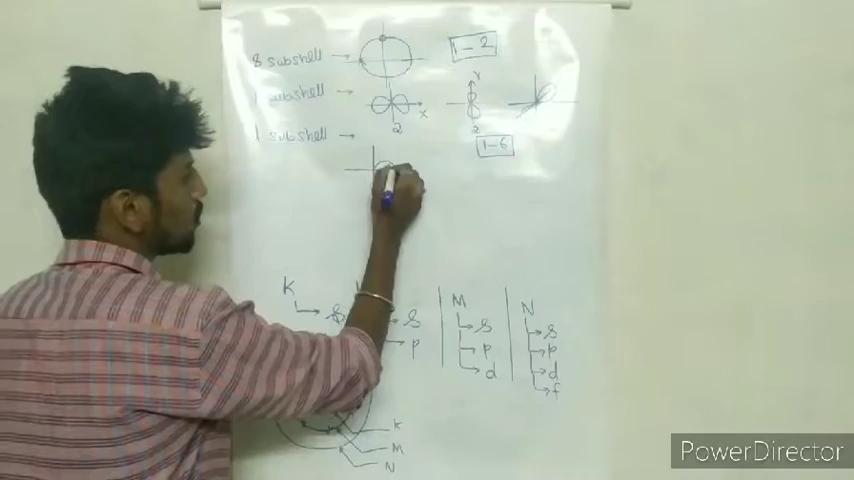 s subshell → 1-2
subshell → x y
2 2
subshell → 1-6
K
s
s
p
M
s
p
d
N
s
p
d
f
K
M
N
PowerDirector